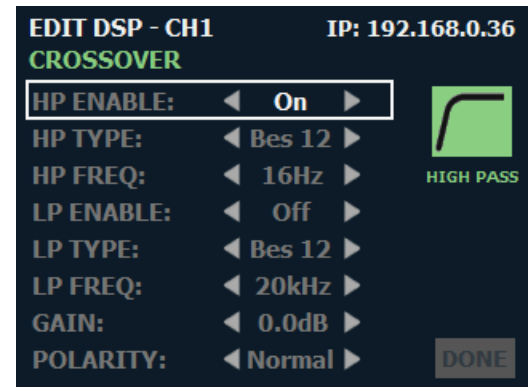 EDIT DSP - CH1 IP: 192.168.0.36
CROSSOVER
HP ENABLE: On
HP TYPE: Bes 12
HP FREQ: 16Hz
HIGH PASS
LP ENABLE: Off
LP TYPE: Bes 12
LP FREQ: 20kHz
GAIN: 0.0dB
POLARITY: Normal
DONE